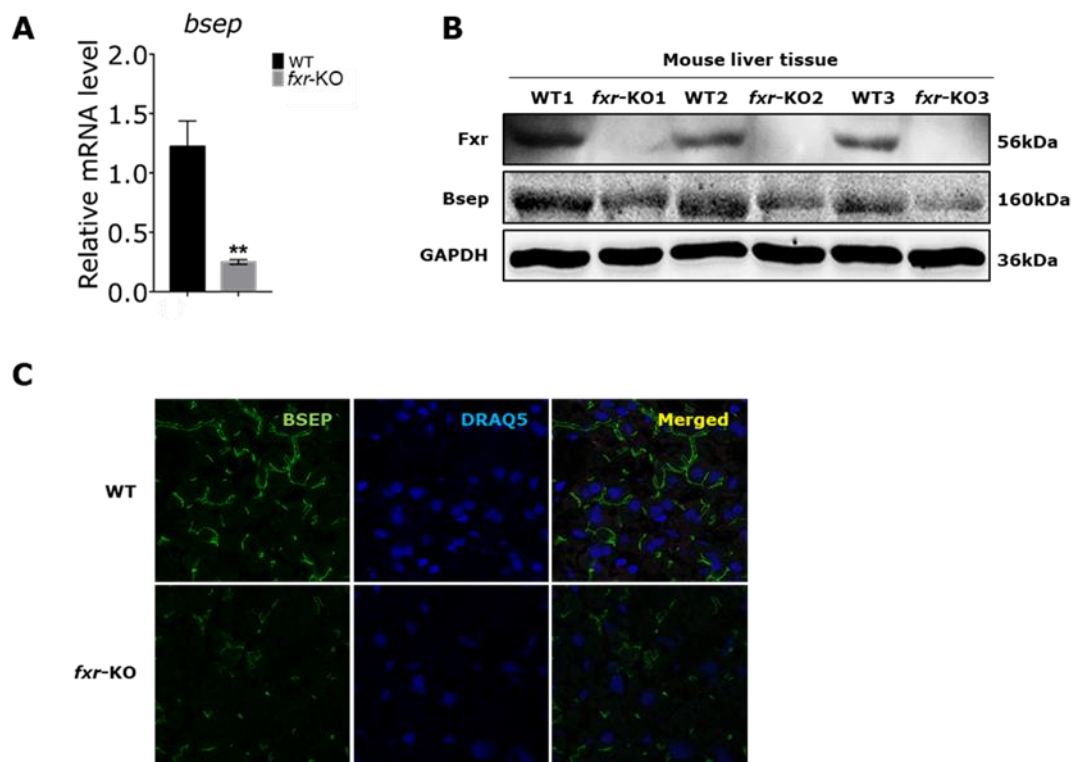 A
bsep
Relative mRNA level
2.0
1.5
1.0
0.5
0.0
WT
fxr-KO
**
B
Mouse liver tissue
WT1 fxr-KO1 WT2 fxr-KO2 WT3 fxr-KO3
Fxr 56kDa
Bsep 160kDa
GAPDH 36kDa
C
BSEP DRAQ5 Merged
WT
fxr-KO